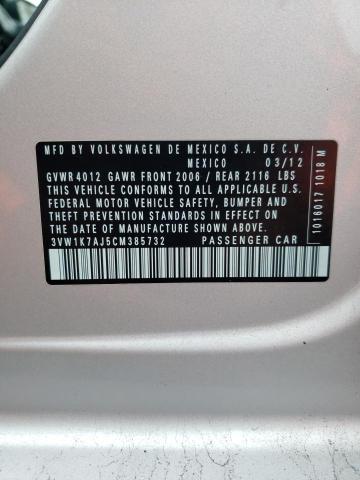 MFD BY VOLKSWAGEN DE MEXICO S.A. DE C.V.
MEXICO 03/12
GVWR 4012 GAWR FRONT 2006 / REAR 2116 LBS
THIS VEHICLE CONFORMS TO ALL APPLICABLE U.S.
FEDERAL MOTOR VEHICLE SAFETY, BUMPER AND
THEFT PREVENTION STANDARDS IN EFFECT ON
DATE OF MANUFACTURE SHOWN ABOVE.
3VW1K7AJ5CM385732 PASSENGER CAR
1016017 1018 M